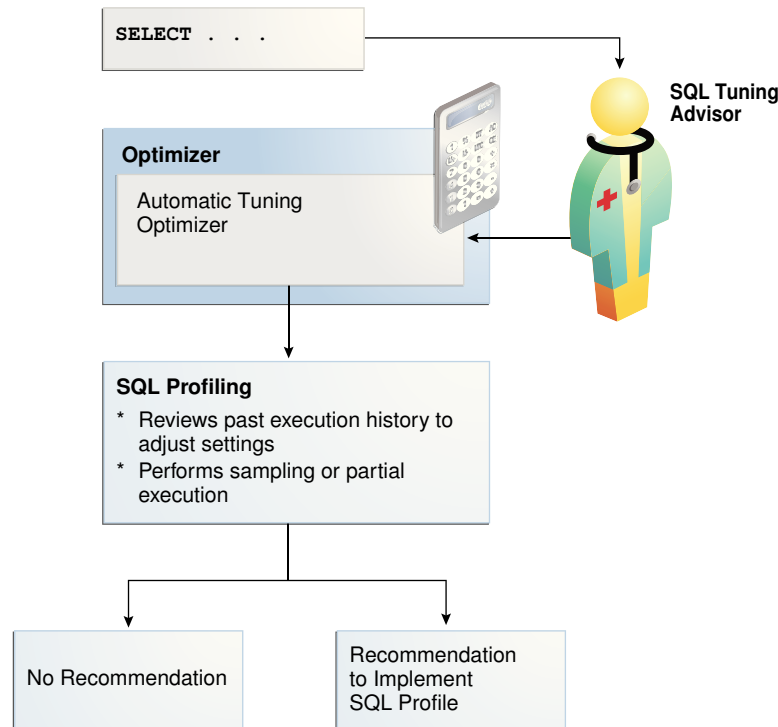 SELECT . . .
SQL Tuning
Advisor
Optimizer
Automatic Tuning
Optimizer
SQL Profiling
* Reviews past execution history to
adjust settings
* Performs sampling or partial
execution
No Recommendation
Recommendation
to Implement
SQL Profile